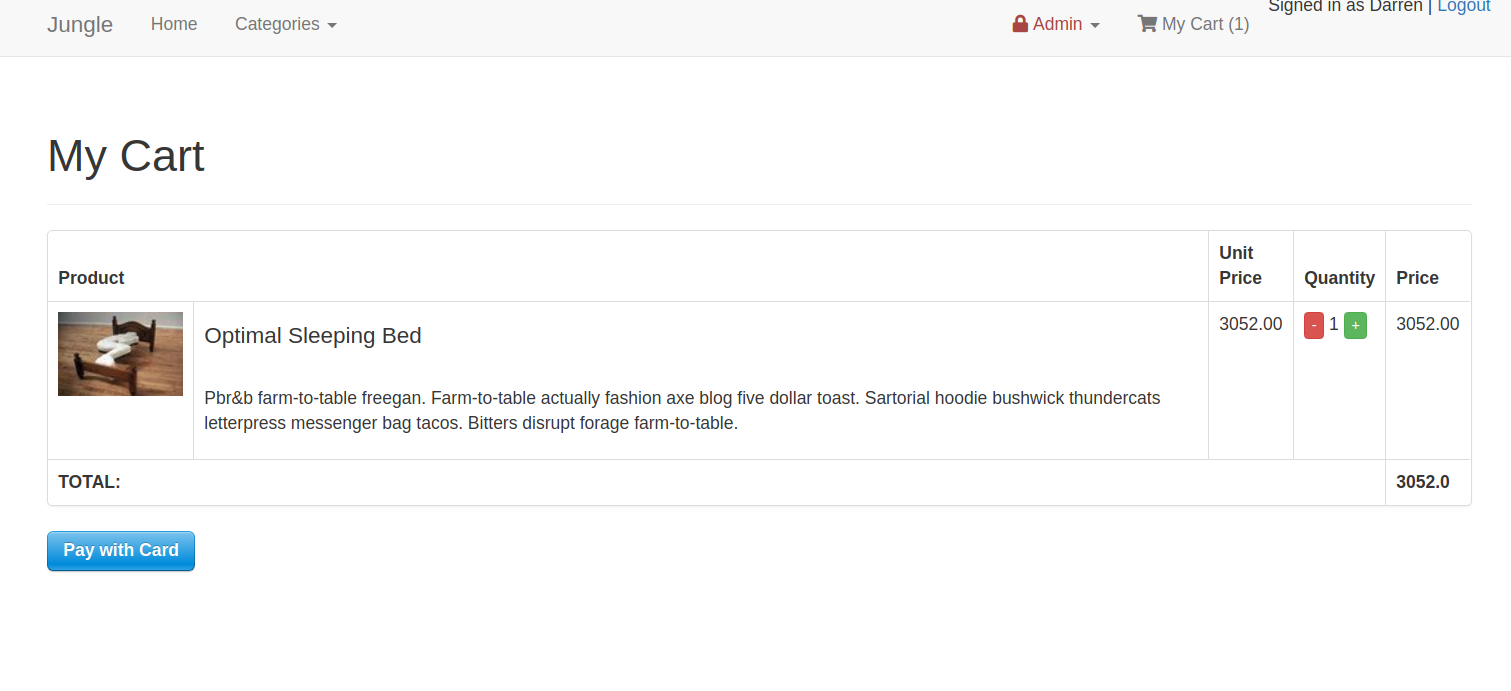 Signed in as Darren | Logout
Jungle Home Categories Admin My Cart (1)
My Cart
Product Unit Price Quantity Price
Optimal Sleeping Bed 3052.00 - 1 + 3052.00
Pbr&b farm-to-table freegan. Farm-to-table actually fashion axe blog five dollar toast. Sartorial hoodie bushwick thundercats
letterpress messenger bag tacos. Bitters disrupt forage farm-to-table.
TOTAL: 3052.0
Pay with Card